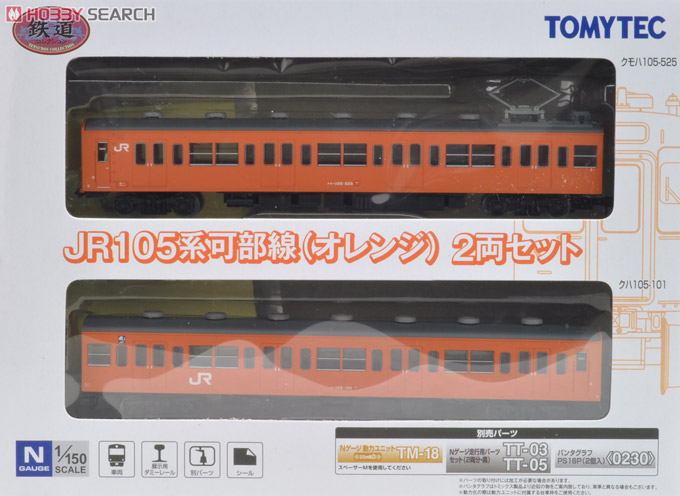 HOBBY SEARCH
鉄道
TOMYTEC
クモハ105-525
JR
JR105系可部線(オレンジ) 2両セット
クハ105-101
JR
N
GAUGE
1/150
SCALE
車両
展示用
ダミーレール
別パーツ
シール
別売パーツ
Nゲージ動力ユニット
TM-18
スペーサーMを使用してください
Nゲージ走行用パーツ
セット(2両分・黒)
TT-03
TT-05
パンタグラフ
PS16P(2個入)
〈0230〉